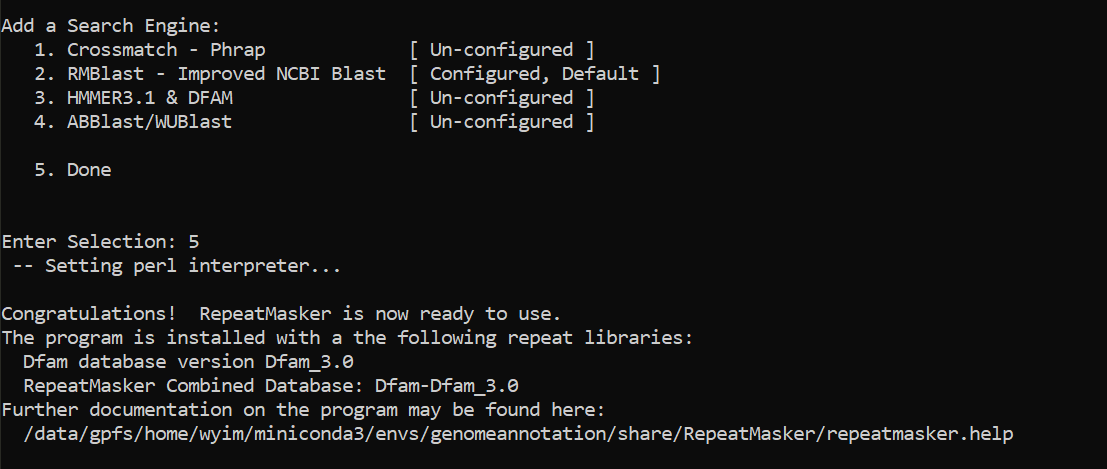 Add a Search Engine:
   1. Crossmatch - Phrap             [ Un-configured ]
   2. RMBlast - Improved NCBI Blast  [ Configured, Default ]
   3. HMMER3.1 & DFAM                [ Un-configured ]
   4. ABBlast/WUBlast                [ Un-configured ]
   5. Done
Enter Selection: 5
 -- Setting perl interpreter...
Congratulations!  RepeatMasker is now ready to use.
The program is installed with a the following repeat libraries:
  Dfam database version Dfam_3.0
  RepeatMasker Combined Database: Dfam-Dfam_3.0
Further documentation on the program may be found here:
  /data/gpfs/home/wyim/miniconda3/envs/genomeannotation/share/RepeatMasker/repeatmasker.help